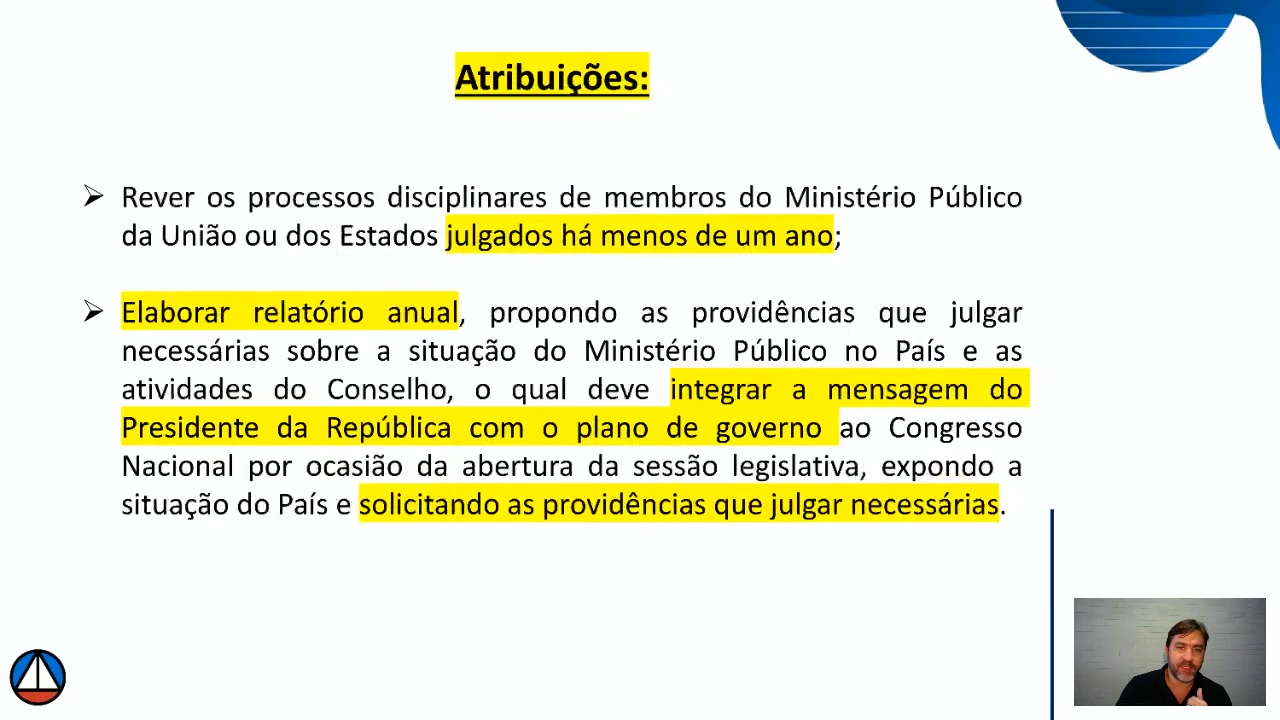 Atribuições:
Rever os processos disciplinares de membros do Ministério Público
da União ou dos Estados julgados há menos de um ano;
Elaborar relatório anual, propondo as providências que julgar
necessárias sobre a situação do Ministério Público no País e as
atividades do Conselho, o qual deve integrar a mensagem do
Presidente da República com o plano de governo ao Congresso
Nacional por ocasião da abertura da sessão legislativa, expondo a
situação do País e solicitando as providências que julgar necessárias.